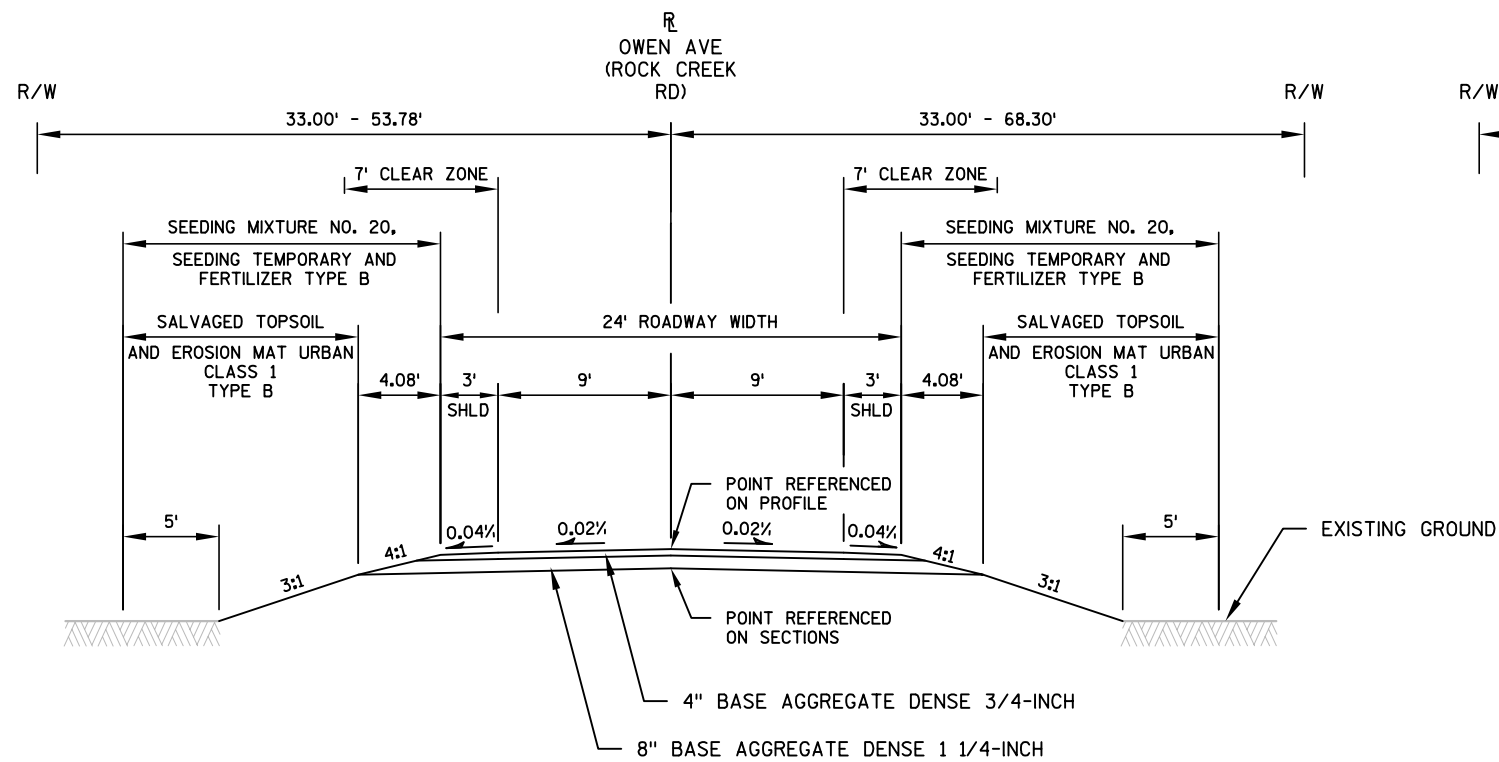 R/L
OWEN AVE
(ROCK CREEK
RD)
R/W
R/W
R/W
33.00' - 53.78'
33.00' - 68.30'
7' CLEAR ZONE
7' CLEAR ZONE
SEEDING MIXTURE NO. 20,
SEEDING TEMPORARY AND
FERTILIZER TYPE B
SEEDING MIXTURE NO. 20,
SEEDING TEMPORARY AND
FERTILIZER TYPE B
SALVAGED TOPSOIL
AND EROSION MAT URBAN
CLASS 1
TYPE B
24' ROADWAY WIDTH
SALVAGED TOPSOIL
AND EROSION MAT URBAN
CLASS 1
TYPE B
4.08'
3'
SHLD
9'
9'
3'
SHLD
4.08'
POINT REFERENCED
ON PROFILE
5'
4:1
0.04'/'
0.02'/'
0.02'/'
0.04'/'
4:1
5'
EXISTING GROUND
3:1
3:1
POINT REFERENCED
ON SECTIONS
4" BASE AGGREGATE DENSE 3/4-INCH
8" BASE AGGREGATE DENSE 1 1/4-INCH